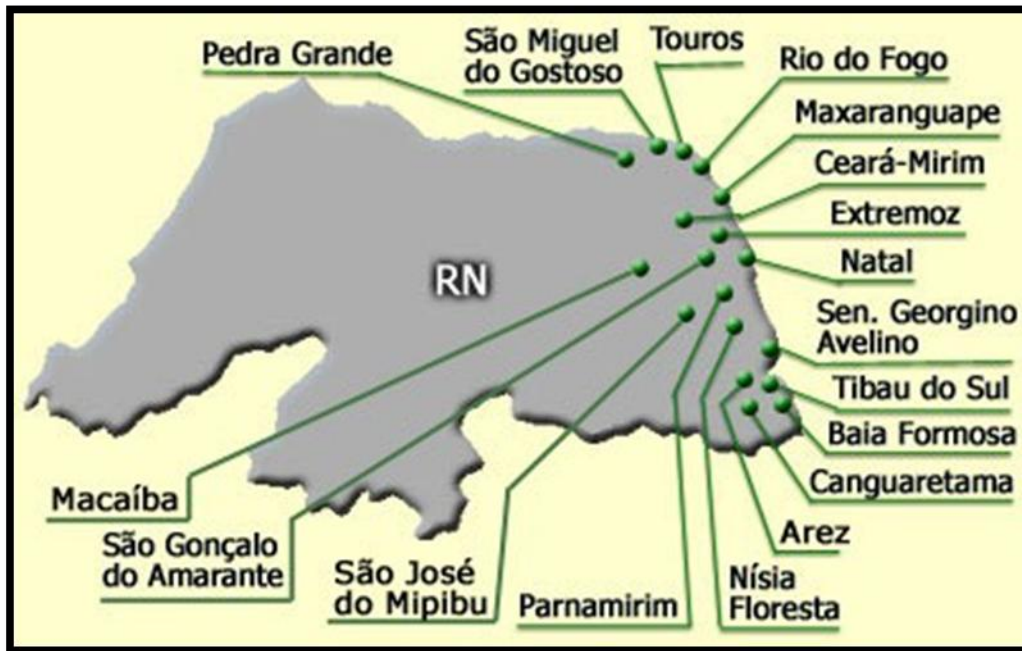 Pedra Grande
São Miguel
do Gostoso
Touros
Rio do Fogo
Maxaranguape
Ceará-Mirim
Extremoz
Natal
RN
Sen. Georgino
Avelino
Tibau do Sul
Baia Formosa
Canguaretama
Arez
Nísia
Floresta
Parnamirim
São José
do Mipibu
São Gonçalo
do Amarante
Macaíba